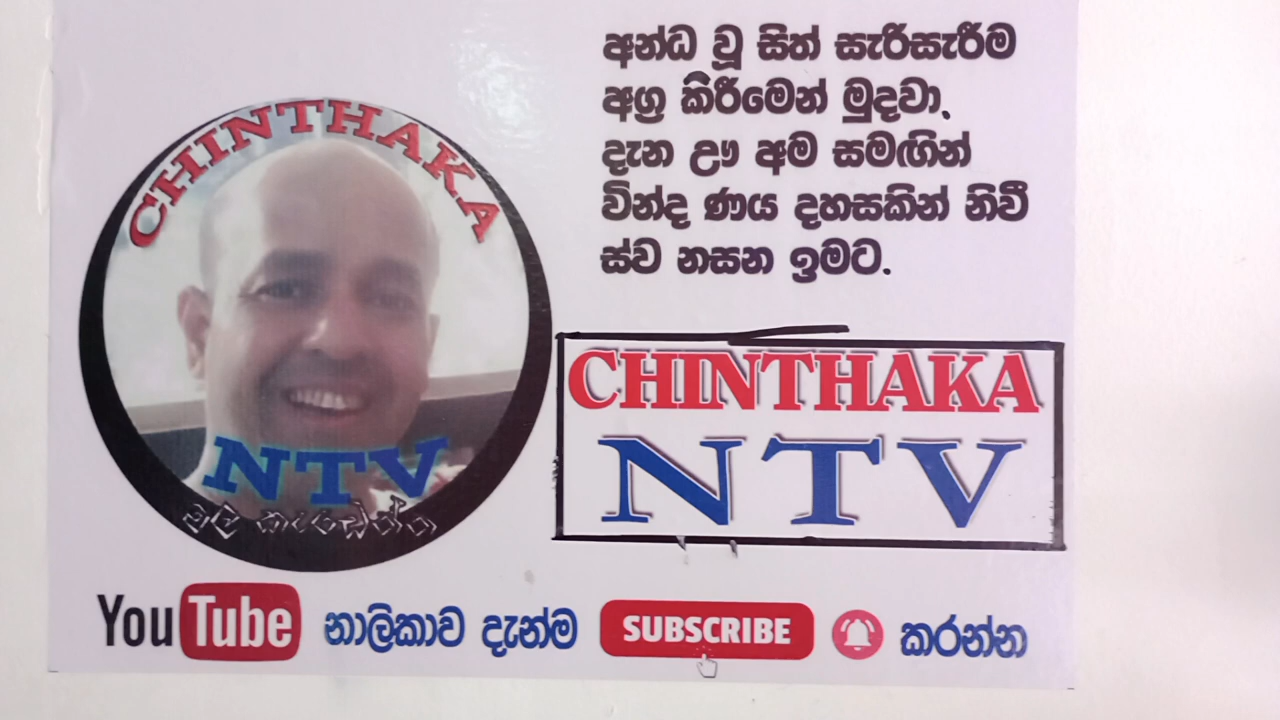 අන්ධ වූ සිත් සැරිසැරීම
අග්‍ර කිරීමෙන් මුදවා.
දැන ඌ අම සමඟින්
වින්ද ණය දහසකින් නිවී
ස්ව නසන ඉමට.
CHINTHAKA
NTV
CHINTHAKA
NTV
YouTube නාලිකාව දැන්ම SUBSCRIBE කරන්න